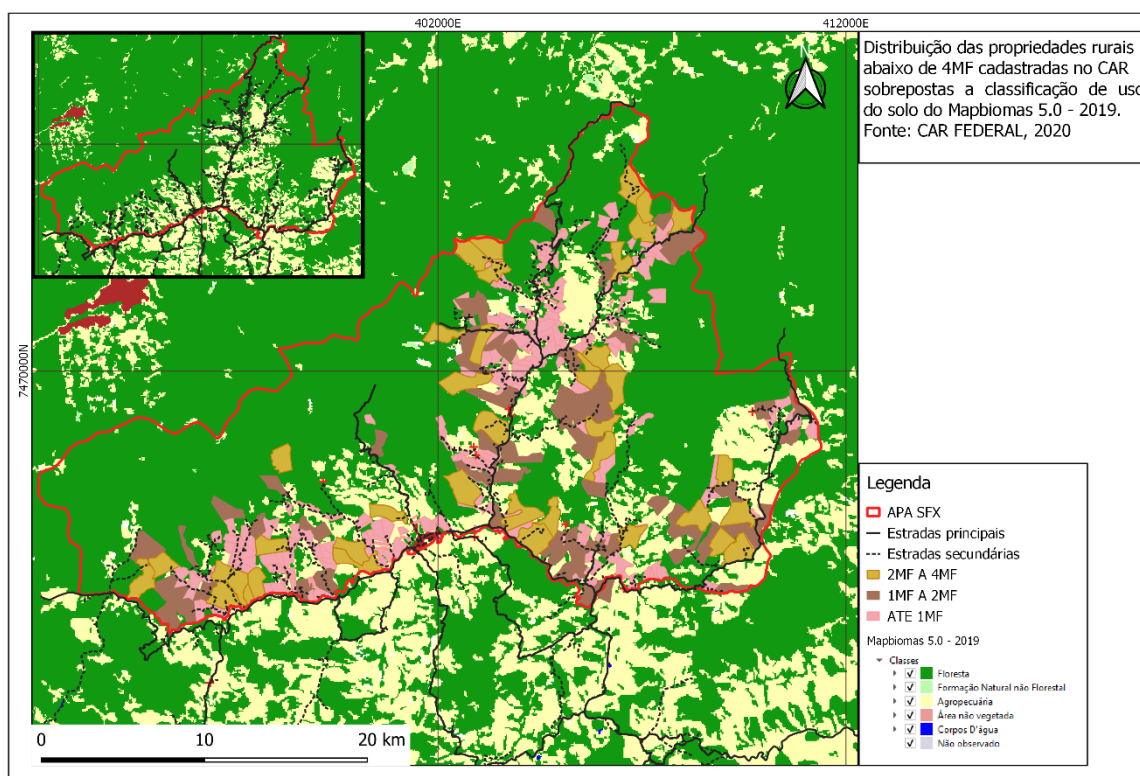 402000E
412000E
7470000N
N
Distribuição das propriedades rurais
abaixo de 4MF cadastradas no CAR
sobrepostas a classificação de uso
do solo do Mapbiomas 5.0 - 2019.
Fonte: CAR FEDERAL, 2020
Legenda
APA SFX
Estradas principais
Estradas secundárias
2MF A 4MF
1MF A 2MF
ATE 1MF
Mapbiomas 5.0 - 2019
Classes
Floresta
Formação Natural não Florestal
Agropecuária
Área não vegetada
Corpos D'água
Não observado
0 10 20 km